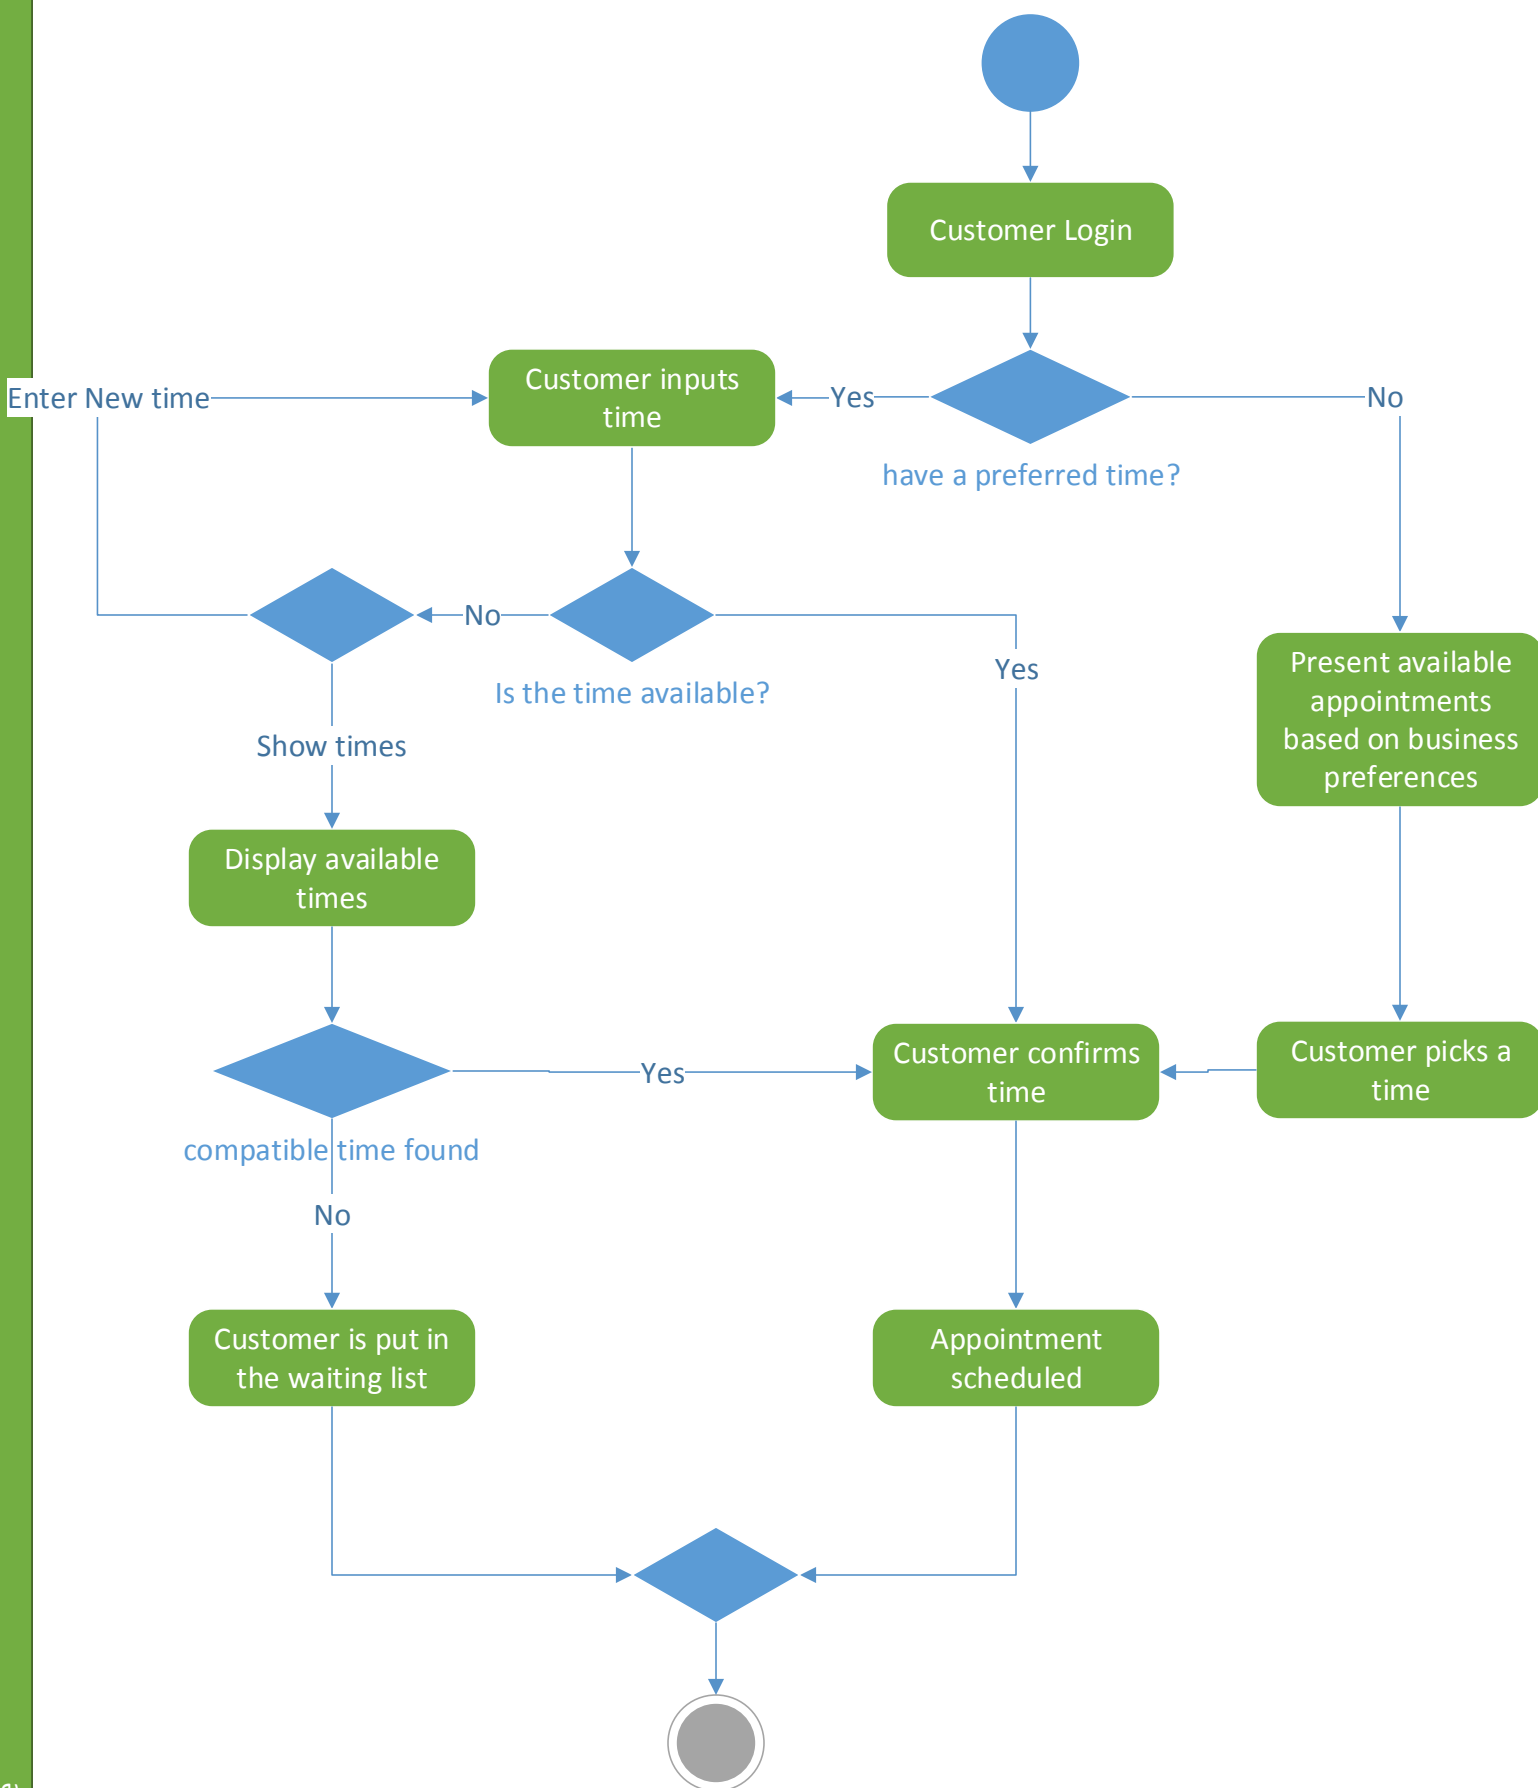 Customer Login
Enter New time
Customer inputs
time
Yes
No
have a preferred time?
No
Is the time available?
Yes
Present available
appointments
based on business
preferences
Show times
Display available
times
Customer confirms
time
Customer picks a
time
Yes
compatible time found
No
Customer is put in
the waiting list
Appointment
scheduled